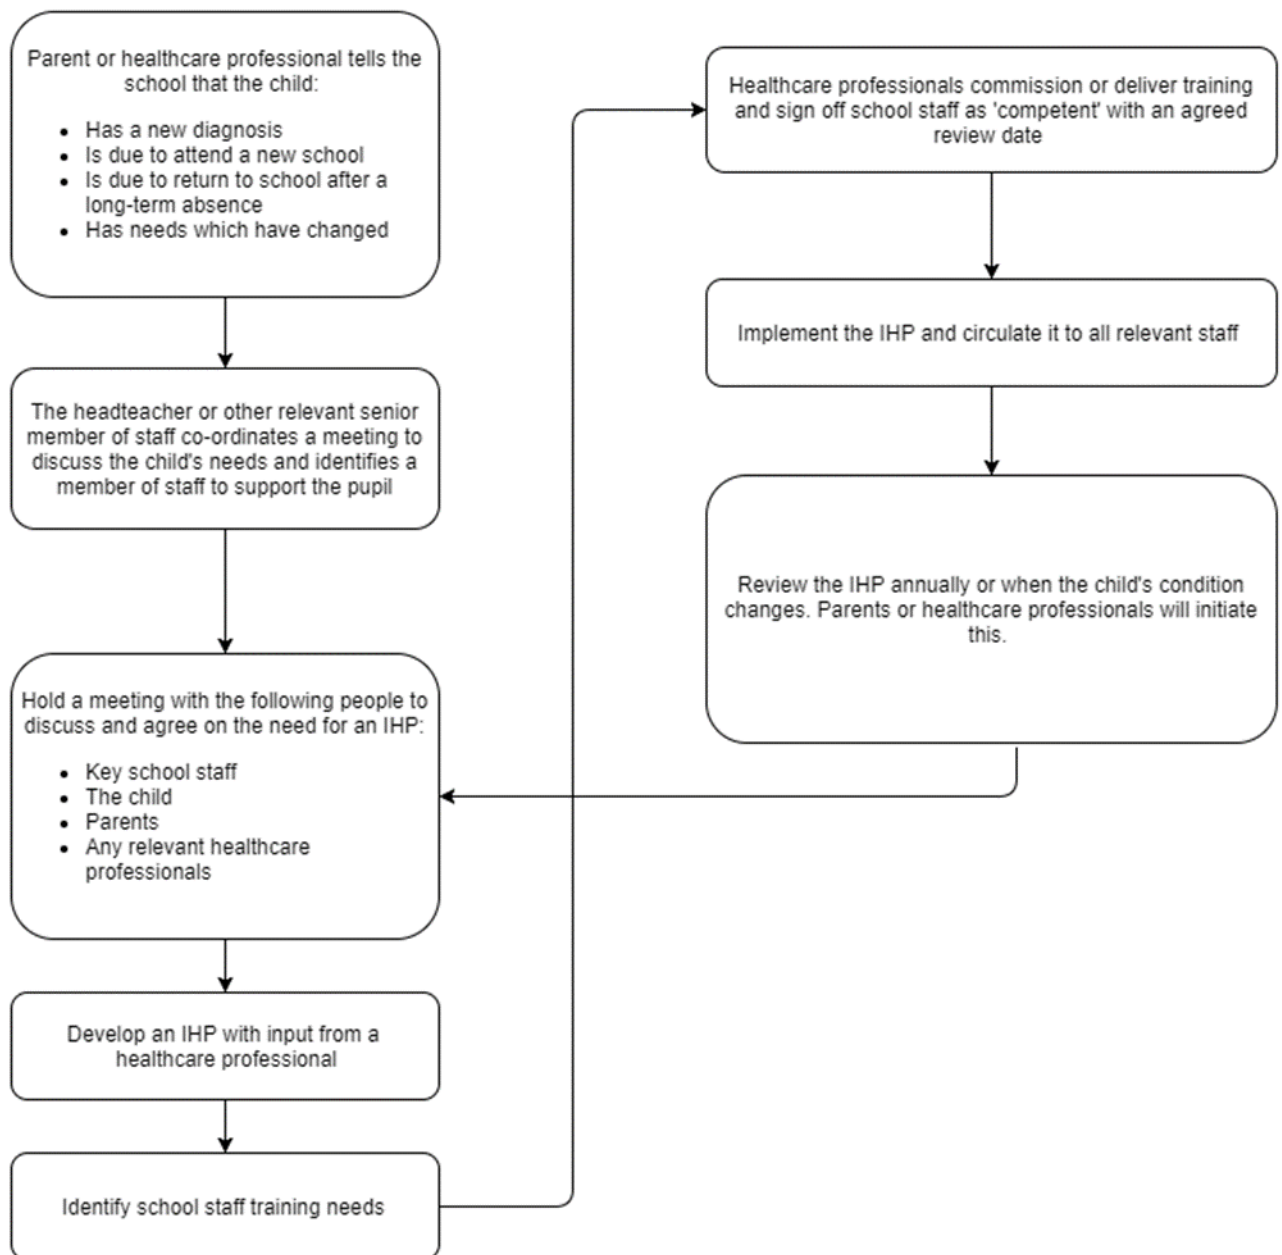 Parent or healthcare professional tells the
school that the child:
• Has a new diagnosis
• Is due to attend a new school
• Is due to return to school after a
long-term absence
• Has needs which have changed
The headteacher or other relevant senior
member of staff co-ordinates a meeting to
discuss the child's needs and identifies a
member of staff to support the pupil
Hold a meeting with the following people to
discuss and agree on the need for an IHP:
• Key school staff
• The child
• Parents
• Any relevant healthcare
professionals
Develop an IHP with input from a
healthcare professional
Identify school staff training needs
Healthcare professionals commission or deliver training
and sign off school staff as 'competent' with an agreed
review date
Implement the IHP and circulate it to all relevant staff
Review the IHP annually or when the child's condition
changes. Parents or healthcare professionals will initiate
this.